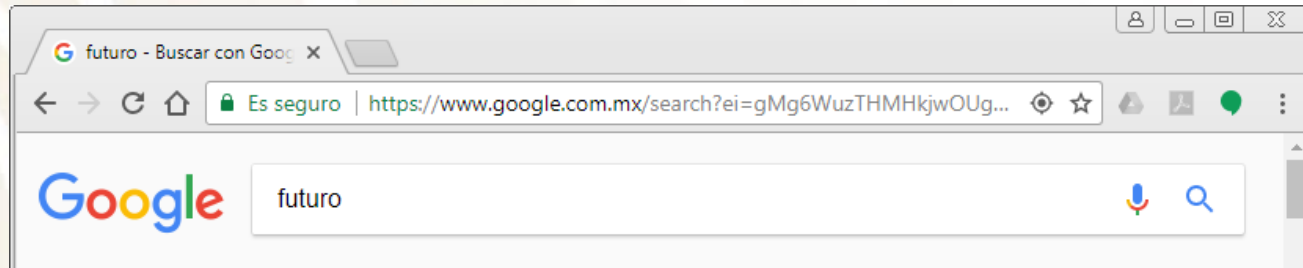 futuro - Buscar con Goog
Es seguro | https://www.google.com.mx/search?ei=gMg6WuzTHMHkjwOUg...
Google futuro